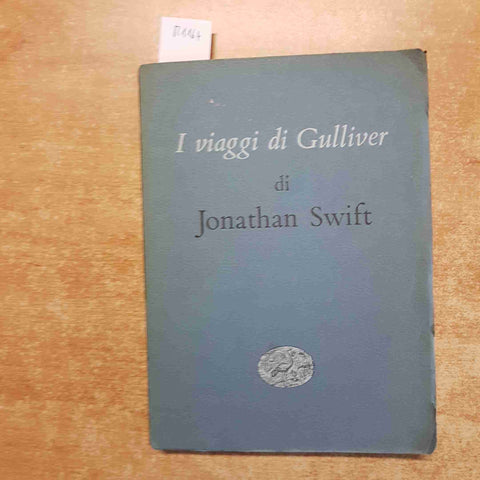 I viaggi di Gulliver
di
Jonathan Swift